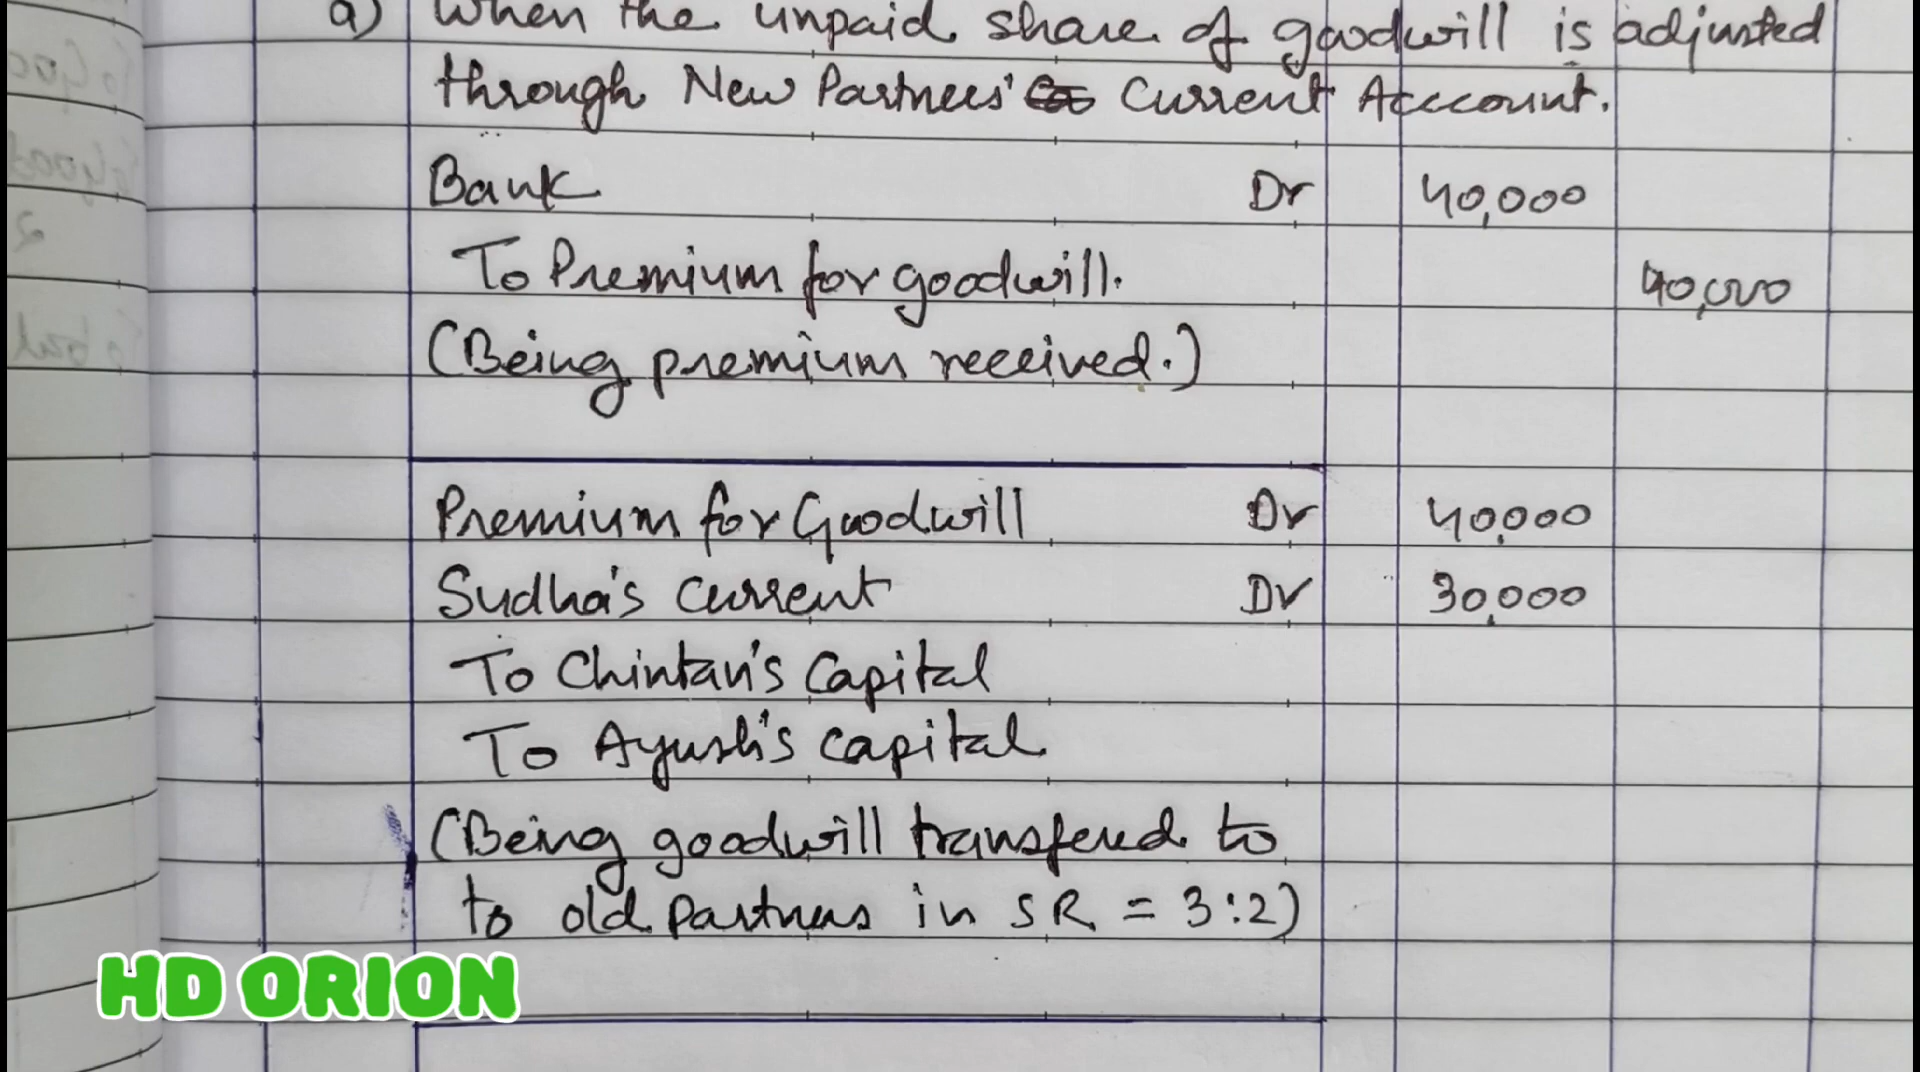 a) When the unpaid share of goodwill is adjusted
through New Partners' Current Acccount.
Bank Dr 40,000
To Premium for goodwill. 40,000
(Being premium received.)
Premium for Goodwill Dr 40,000
Sudha's current Dr 30,000
To Chintan's Capital
To Ayush's capital
(Being goodwill transfered to
to old partners in SR = 3:2)
HD ORION